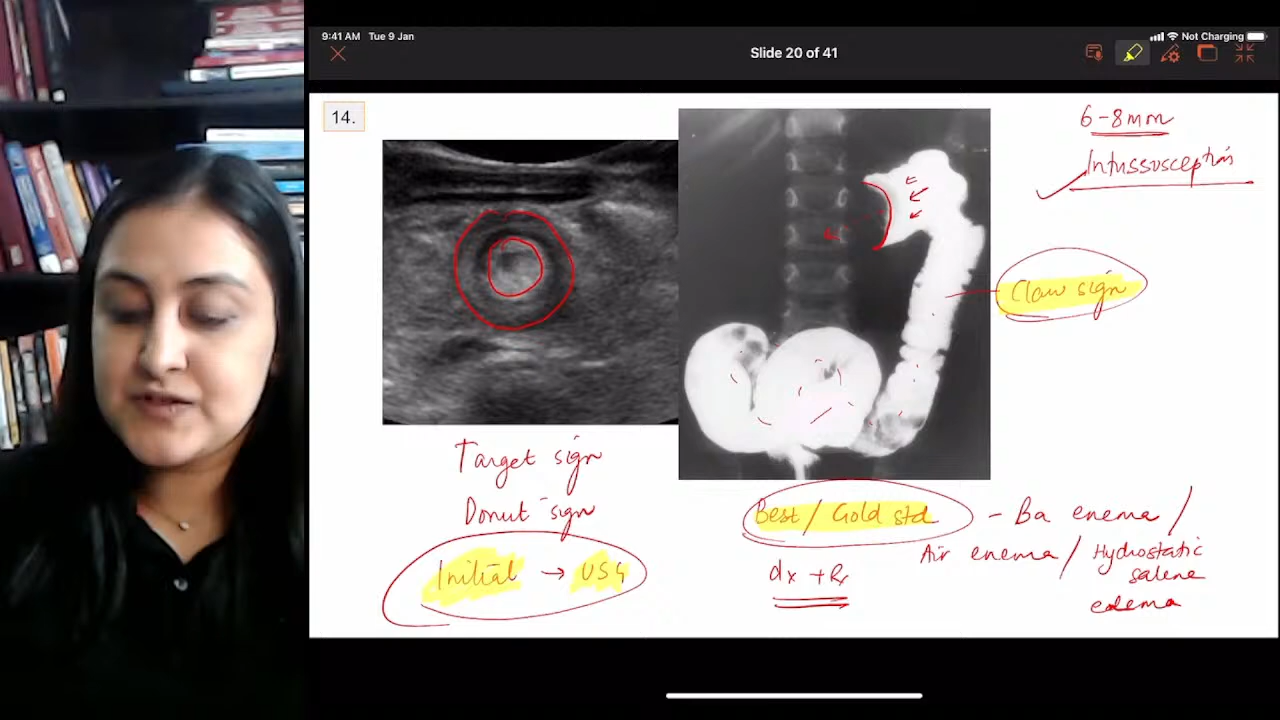 9:41 AM Tue 9 Jan
Not Charging
Slide 20 of 41
14.
6-8mm
Intussusception
Claw sign
Target sign
Donut sign
Initial → USG
Best / Gold std - Ba enema /
Air enema / Hydrostatic
salene
edema
dx + Rx